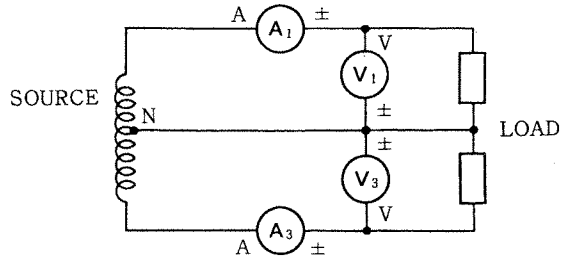 A A₁ ±
V
V₁
±
SOURCE N
LOAD
±
V₃
V
A A₃ ±